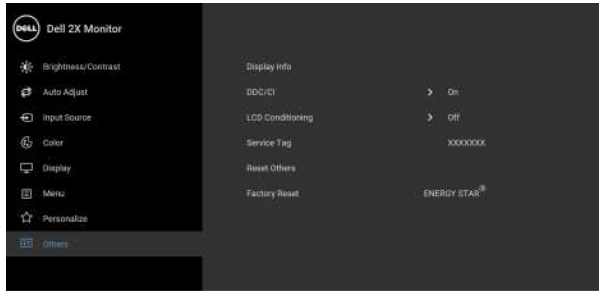 DELL Dell 2X Monitor
Brightness/Contrast
Auto Adjust
Input Source
Color
Display
Menu
Personalize
Others
Display Info
DDC/CI > On
LCD Conditioning > Off
Service Tag XXXXXXX
Reset Others
Factory Reset ENERGY STAR®